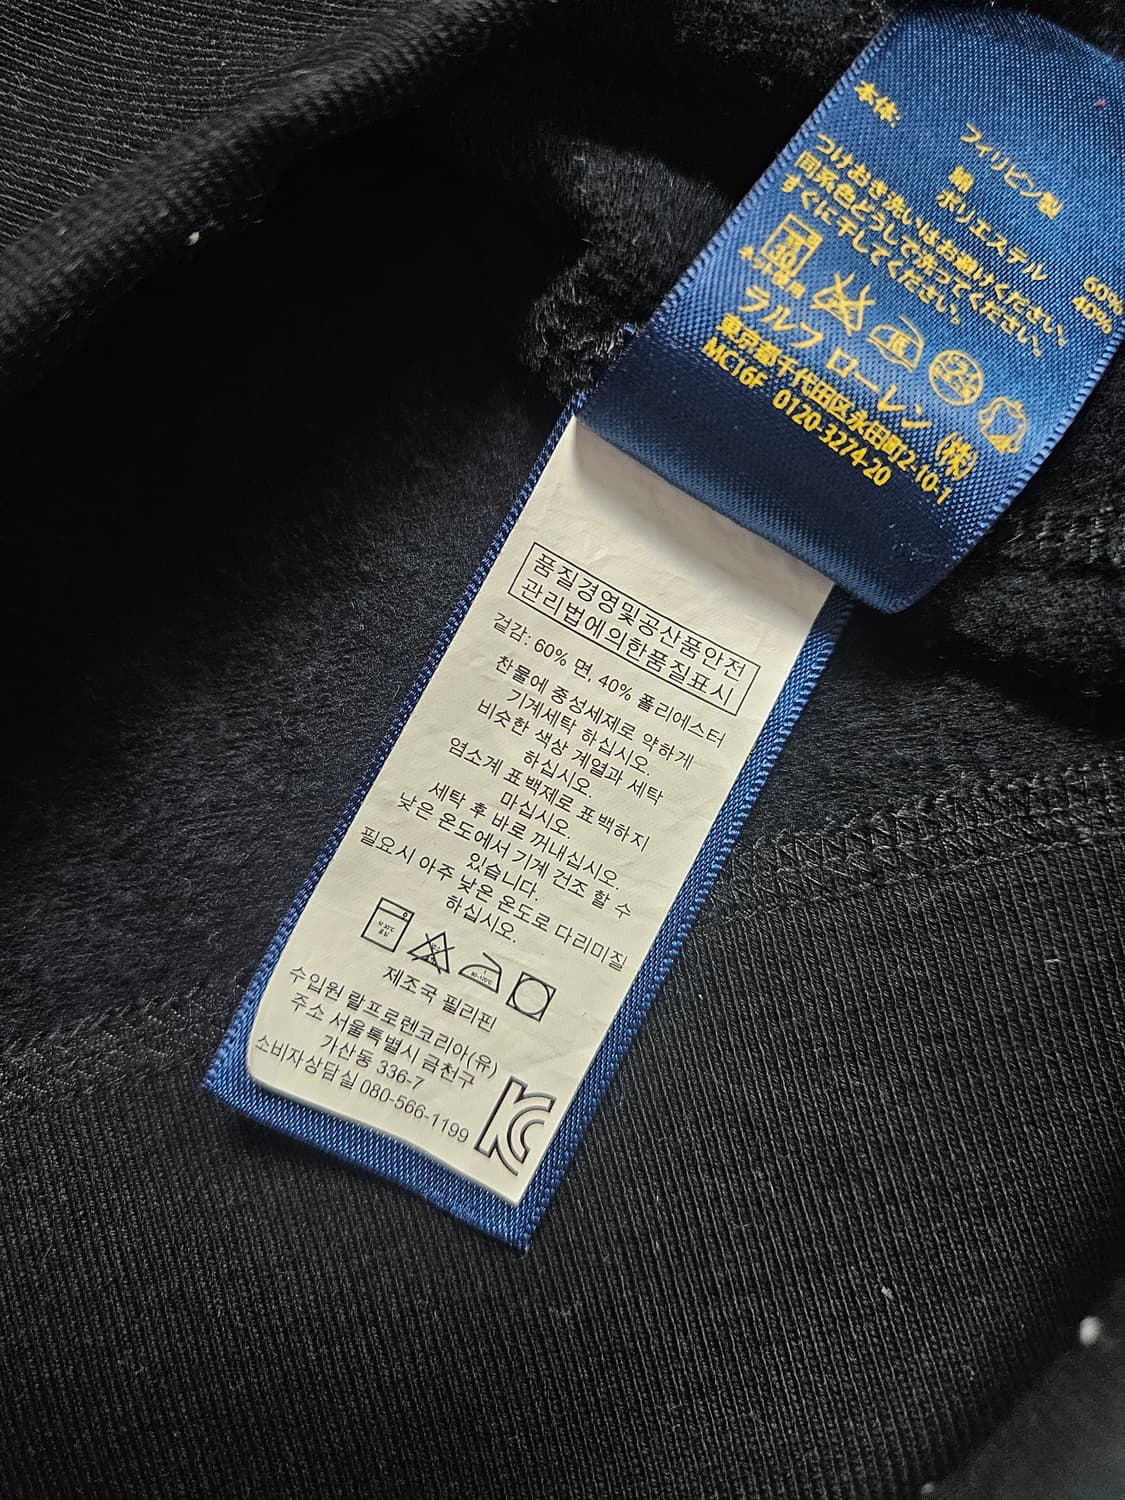 フィリピン製
本体:
綿 60%
ポリエステル 40%
つけおき洗いはお避けください。
同系色どうしで洗ってください。
すぐに干してください。
ネット使用
ラルフ ローレン (株)
東京都千代田区永田町2-10-1
MC16F 0120-3274-20
품질경영및공산품안전
관리법에의한품질표시
겉감: 60% 면, 40% 폴리에스터
찬물에 중성세제로 약하게
기계세탁 하십시오.
비슷한 색상 계열과 세탁
하십시오.
염소계 표백제로 표백하지
마십시오.
세탁 후 바로 꺼내십시오.
낮은 온도에서 기계 건조 할 수
있습니다.
필요시 아주 낮은 온도로 다리미질
하십시오.
제조국 필리핀
수입원 랄프로렌코리아(유)
주소 서울특별시 금천구
가산동 336-7
소비자상담실 080-566-1199